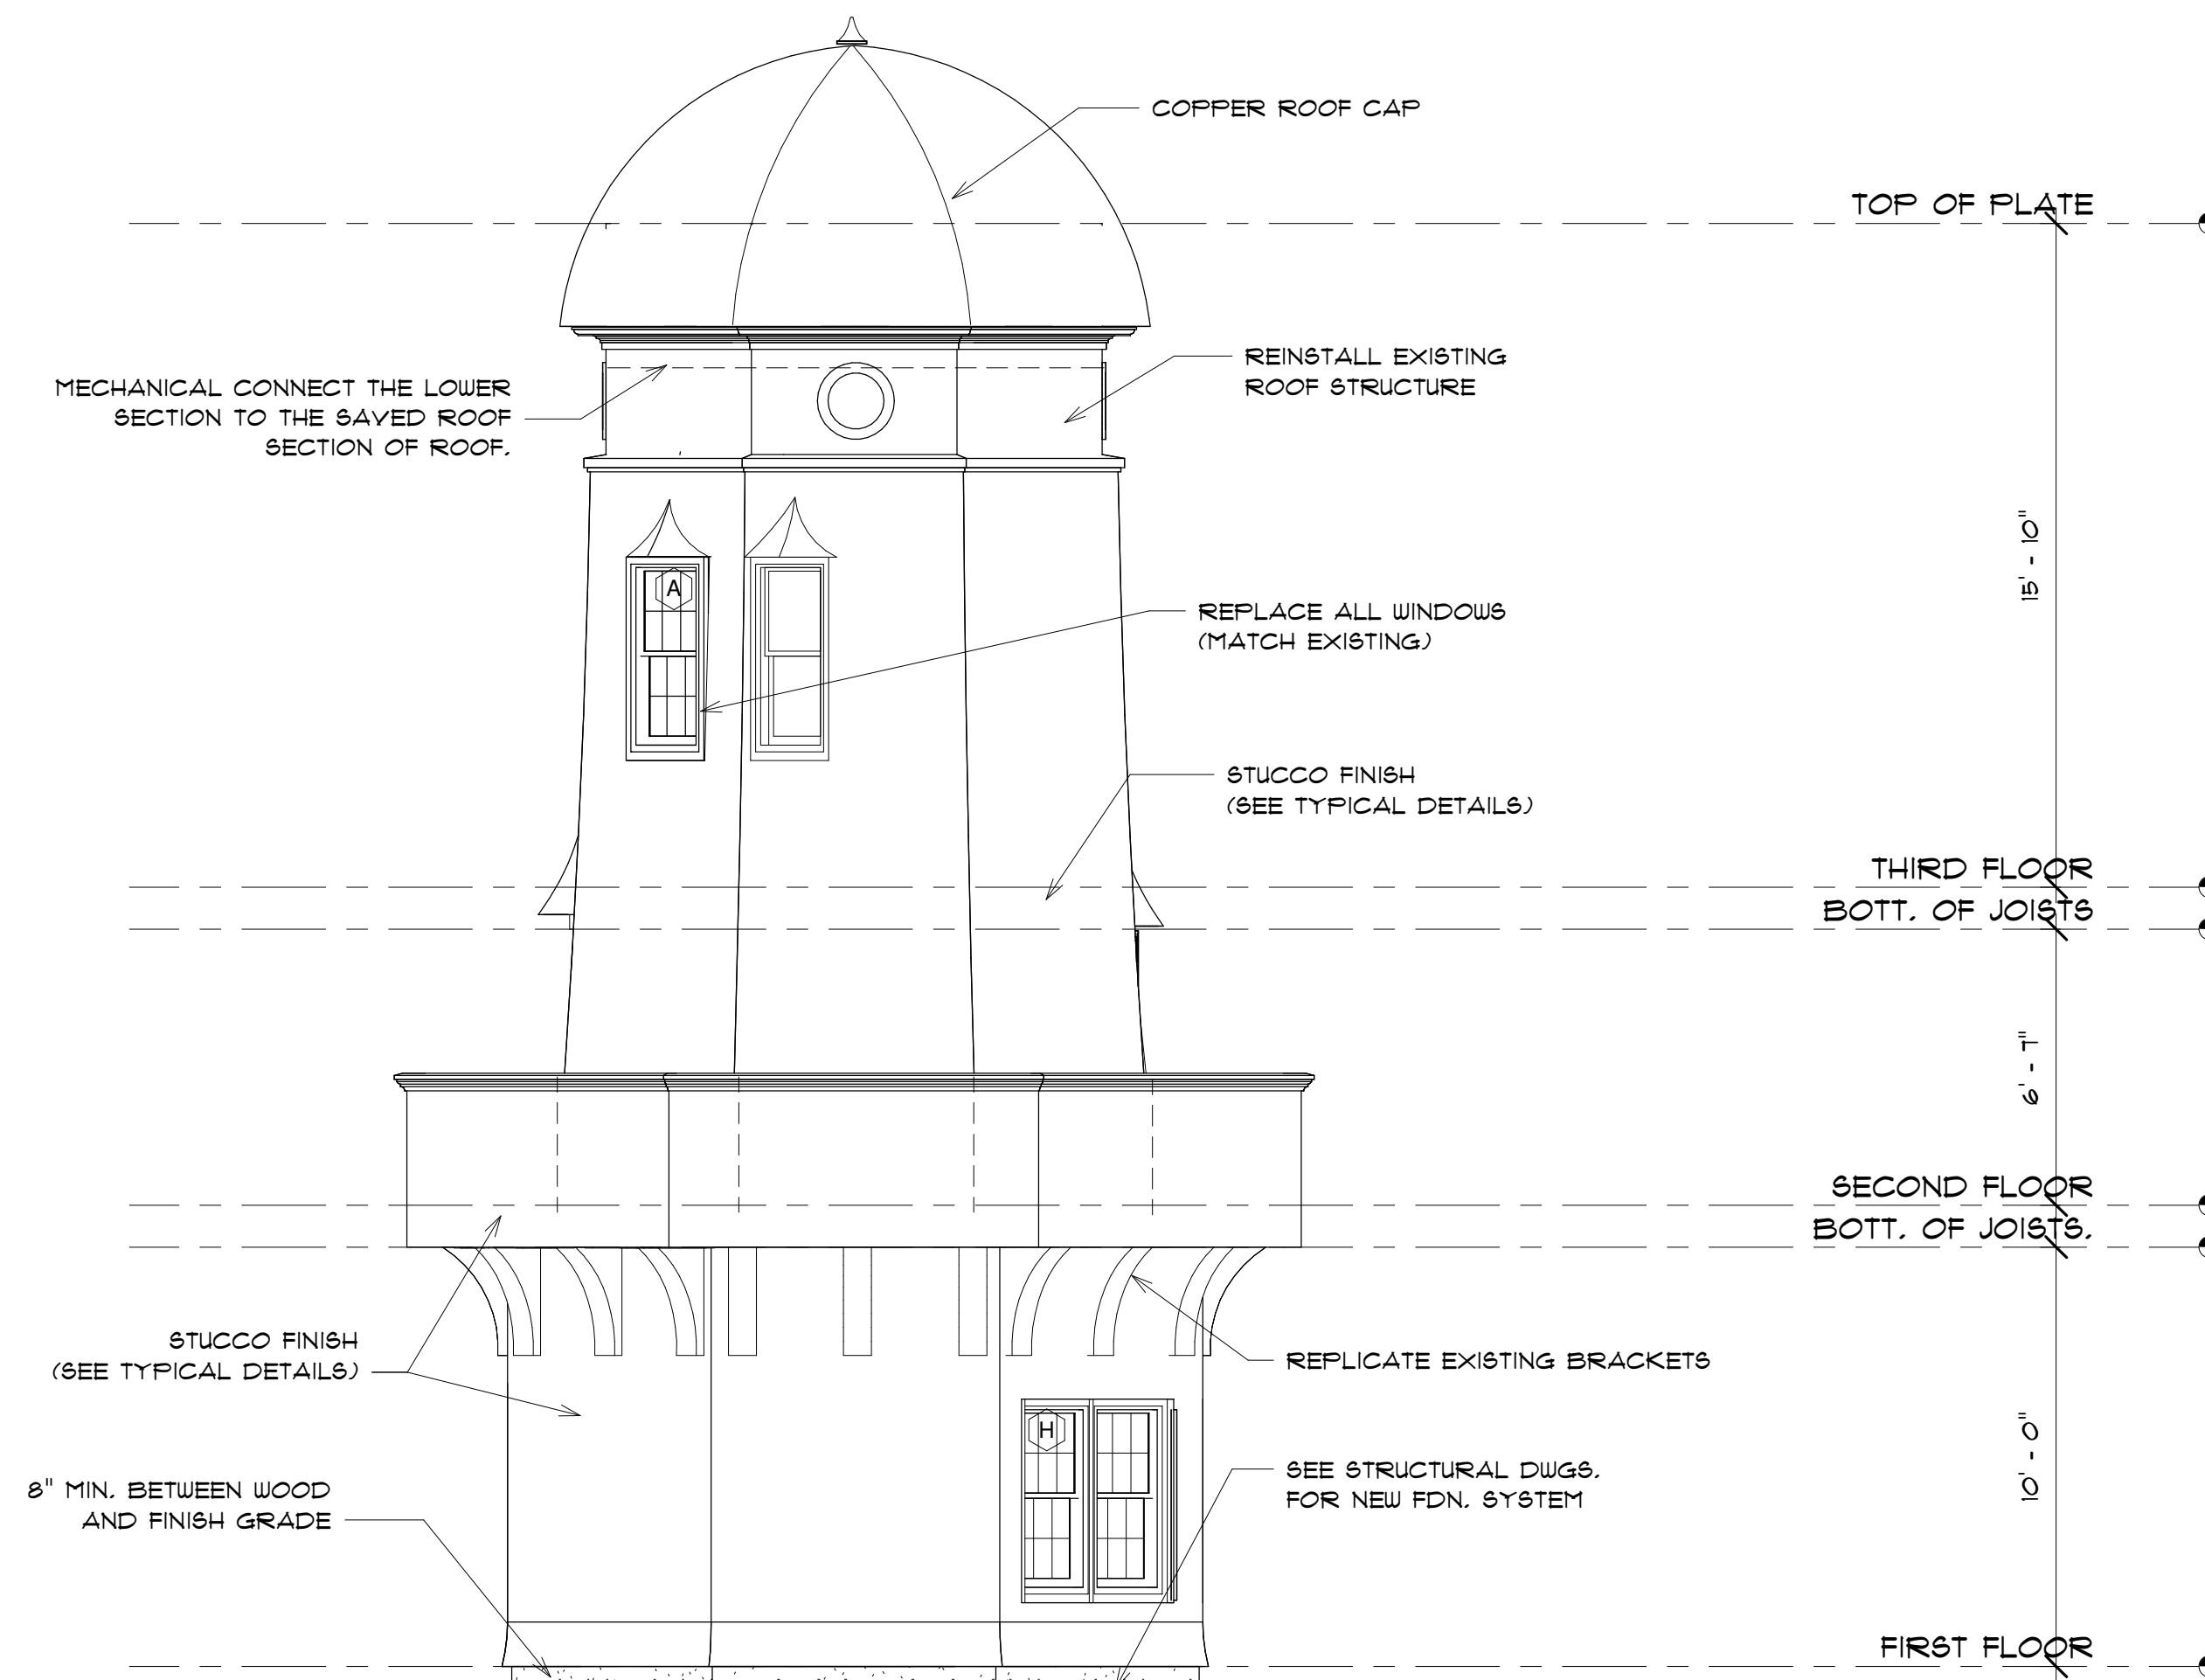 COPPER ROOF CAP
TOP OF PLATE
MECHANICAL CONNECT THE LOWER
SECTION TO THE SAVED ROOF
SECTION OF ROOF.
REINSTALL EXISTING
ROOF STRUCTURE
15' - 10"
A
REPLACE ALL WINDOWS
(MATCH EXISTING)
STUCCO FINISH
(SEE TYPICAL DETAILS)
THIRD FLOOR
BOTT. OF JOISTS
6' - 7"
SECOND FLOOR
BOTT. OF JOISTS.
STUCCO FINISH
(SEE TYPICAL DETAILS)
REPLICATE EXISTING BRACKETS
H
10' - 0"
8" MIN. BETWEEN WOOD
AND FINISH GRADE
SEE STRUCTURAL DWGS.
FOR NEW FDN. SYSTEM
FIRST FLOOR